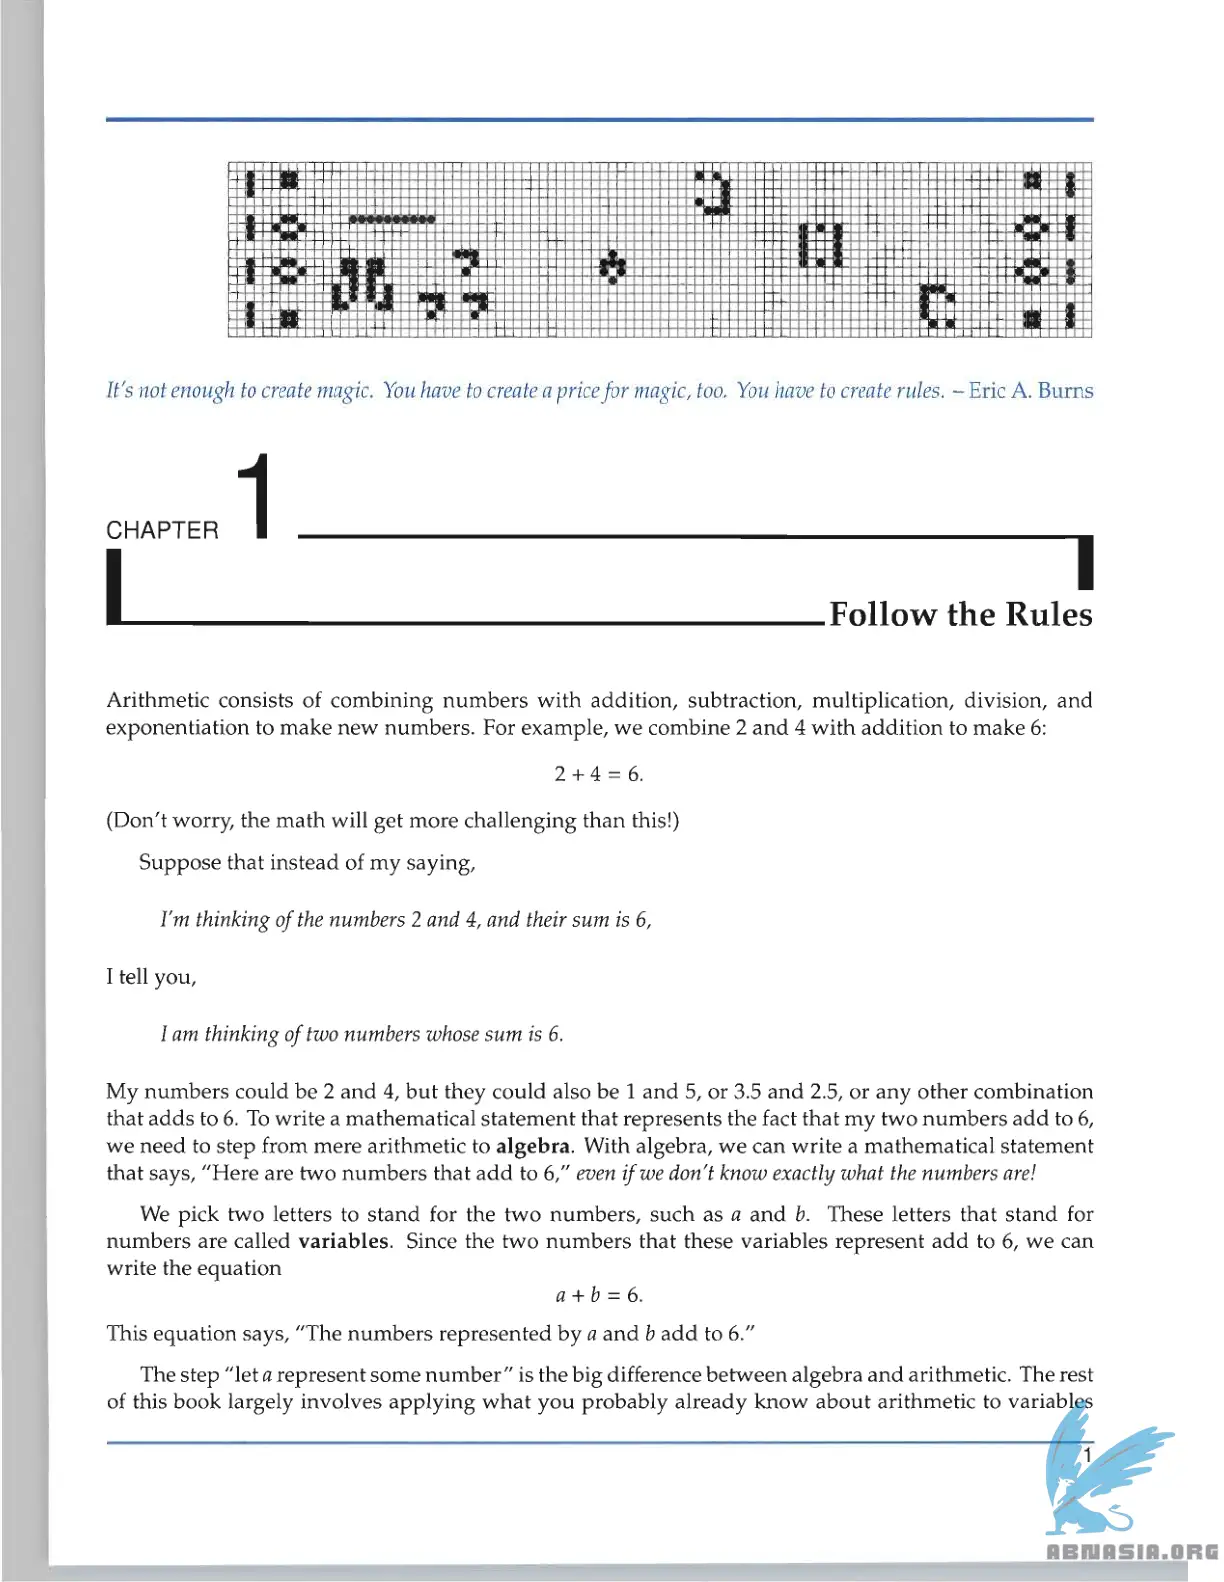 It's not enough to create magic. You have to create a price for magic, too. You have to create rules. – Eric A. Burns
CHAPTER 1
Follow the Rules
Arithmetic consists of combining numbers with addition, subtraction, multiplication, division, and
exponentiation to make new numbers. For example, we combine 2 and 4 with addition to make 6:
2 + 4 = 6.
(Don't worry, the math will get more challenging than this!)
Suppose that instead of my saying,
I'm thinking of the numbers 2 and 4, and their sum is 6,
I tell you,
I am thinking of two numbers whose sum is 6.
My numbers could be 2 and 4, but they could also be 1 and 5, or 3.5 and 2.5, or any other combination
that adds to 6. To write a mathematical statement that represents the fact that my two numbers add to 6,
we need to step from mere arithmetic to algebra. With algebra, we can write a mathematical statement
that says, "Here are two numbers that add to 6," even if we don't know exactly what the numbers are!
We pick two letters to stand for the two numbers, such as a and b. These letters that stand for
numbers are called variables. Since the two numbers that these variables represent add to 6, we can
write the equation
a + b = 6.
This equation says, "The numbers represented by a and b add to 6."
The step "let a represent some number" is the big difference between algebra and arithmetic. The rest
of this book largely involves applying what you probably already know about arithmetic to variables
1
ABNASIA.ORG